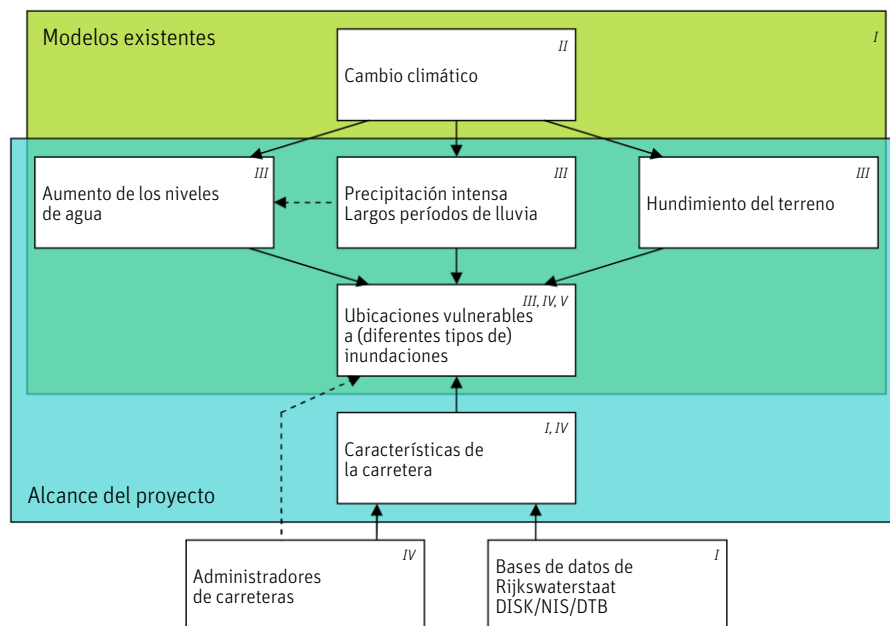 Modelos existentes
I
II
Cambio climático
III
Aumento de los niveles
de agua
III
Precipitación intensa
Largos períodos de lluvia
III
Hundimiento del terreno
III, IV, V
Ubicaciones vulnerables
a (diferentes tipos de)
inundaciones
I, IV
Características de
la carretera
Alcance del proyecto
IV
Administradores
de carreteras
I
Bases de datos de
Rijkswaterstaat
DISK/NIS/DTB